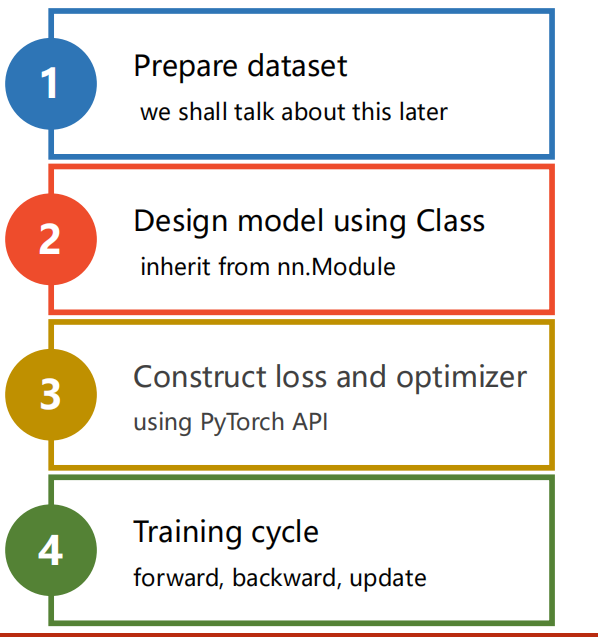 1
Prepare dataset
we shall talk about this later
2
Design model using Class
inherit from nn.Module
3
Construct loss and optimizer
using PyTorch API
4
Training cycle
forward, backward, update